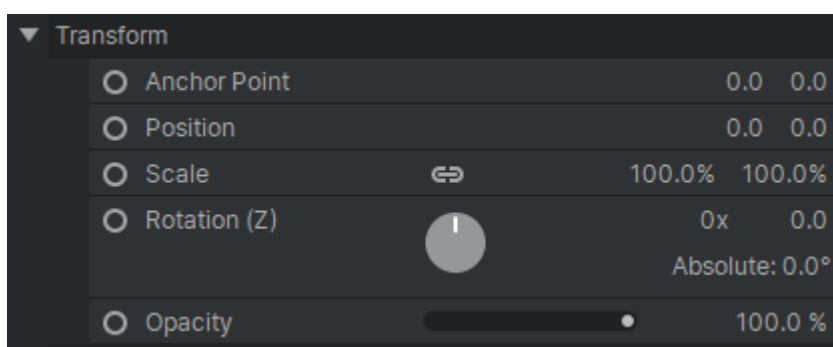 Transform
Anchor Point 0.0 0.0
Position 0.0 0.0
Scale 100.0% 100.0%
Rotation (Z) 0x 0.0
Absolute: 0.0°
Opacity 100.0 %